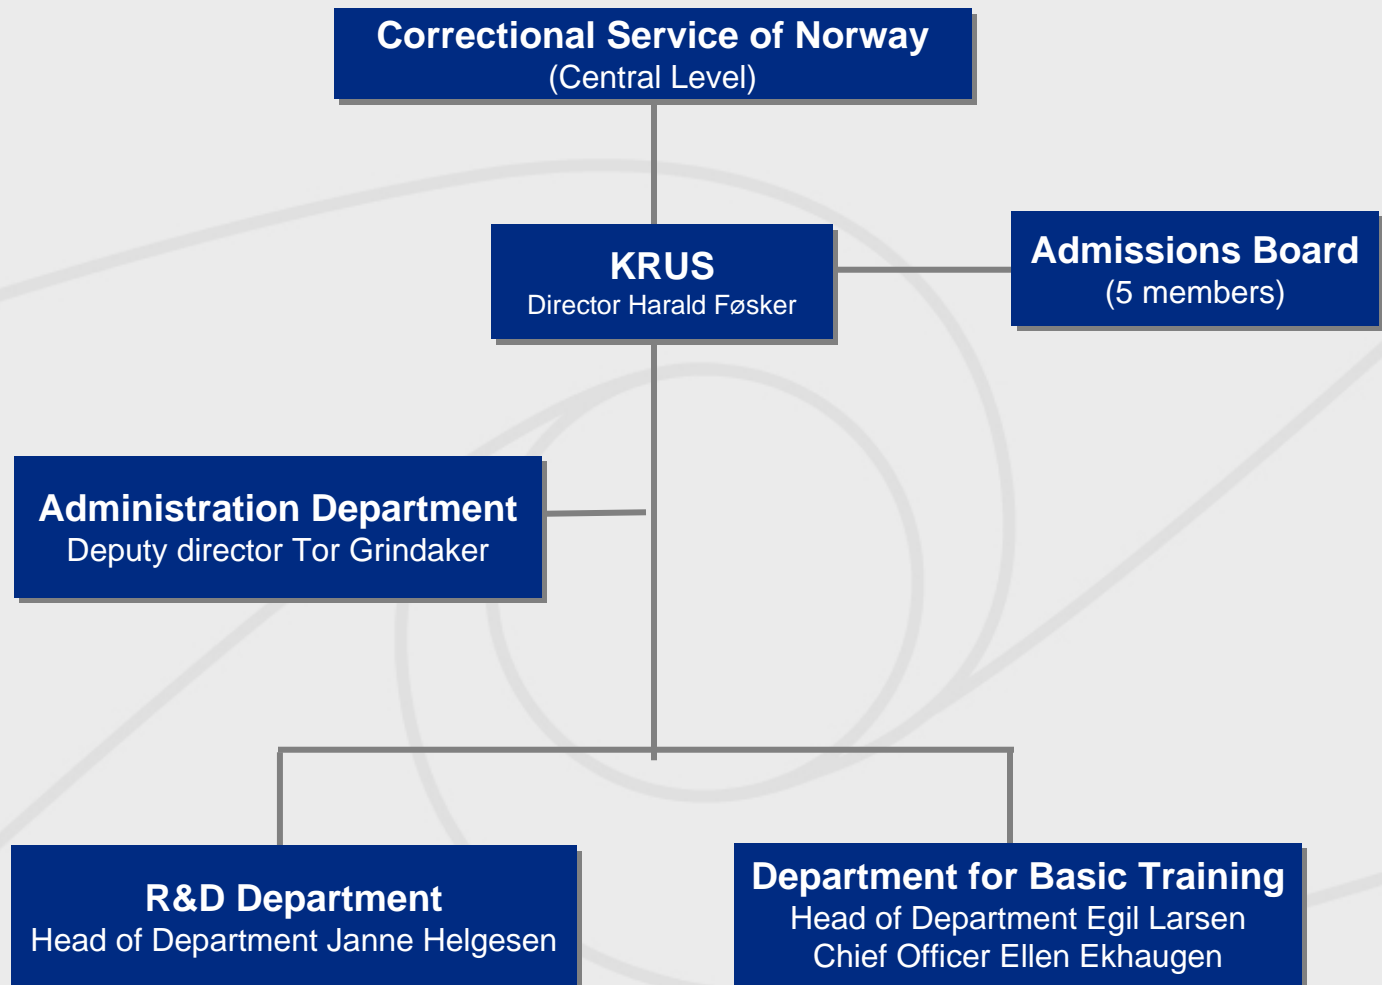 Correctional Service of Norway
(Central Level)
KRUS
Director Harald Føsker
Admissions Board
(5 members)
Administration Department
Deputy director Tor Grindaker
R&D Department
Head of Department Janne Helgesen
Department for Basic Training
Head of Department Egil Larsen
Chief Officer Ellen Ekhaugen